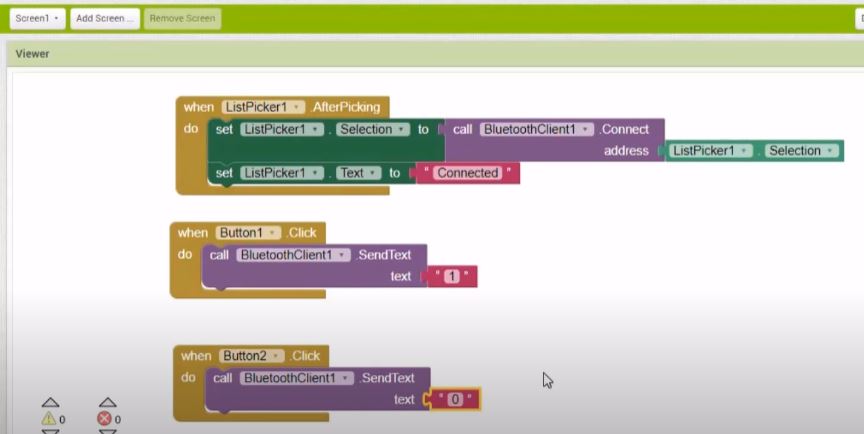 Screen1 Add Screen ... Remove Screen
Viewer
when ListPicker1 .AfterPicking
do set ListPicker1 . Selection to call BluetoothClient1 .Connect
address ListPicker1 . Selection
set ListPicker1 . Text to " Connected "
when Button1 .Click
do call BluetoothClient1 .SendText
text " 1 "
when Button2 .Click
do call BluetoothClient1 .SendText
text " 0 "
0 0